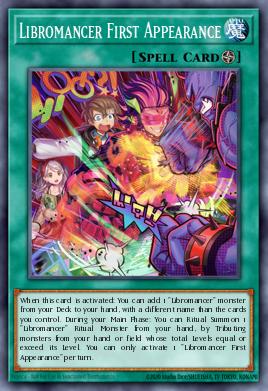 LIBROMANCER FIRST APPEARANCE
魔
[SPELL CARD]
When this card is activated: You can add 1 "Libromancer" monster
from your Deck to your hand, with a different name than the cards
you control. During your Main Phase: You can Ritual Summon 1
"Libromancer" Ritual Monster from your hand, by Tributing
monsters from your hand or field whose total Levels equal or
exceed its Level. You can only activate 1 "Libromancer First
Appearance" per turn.